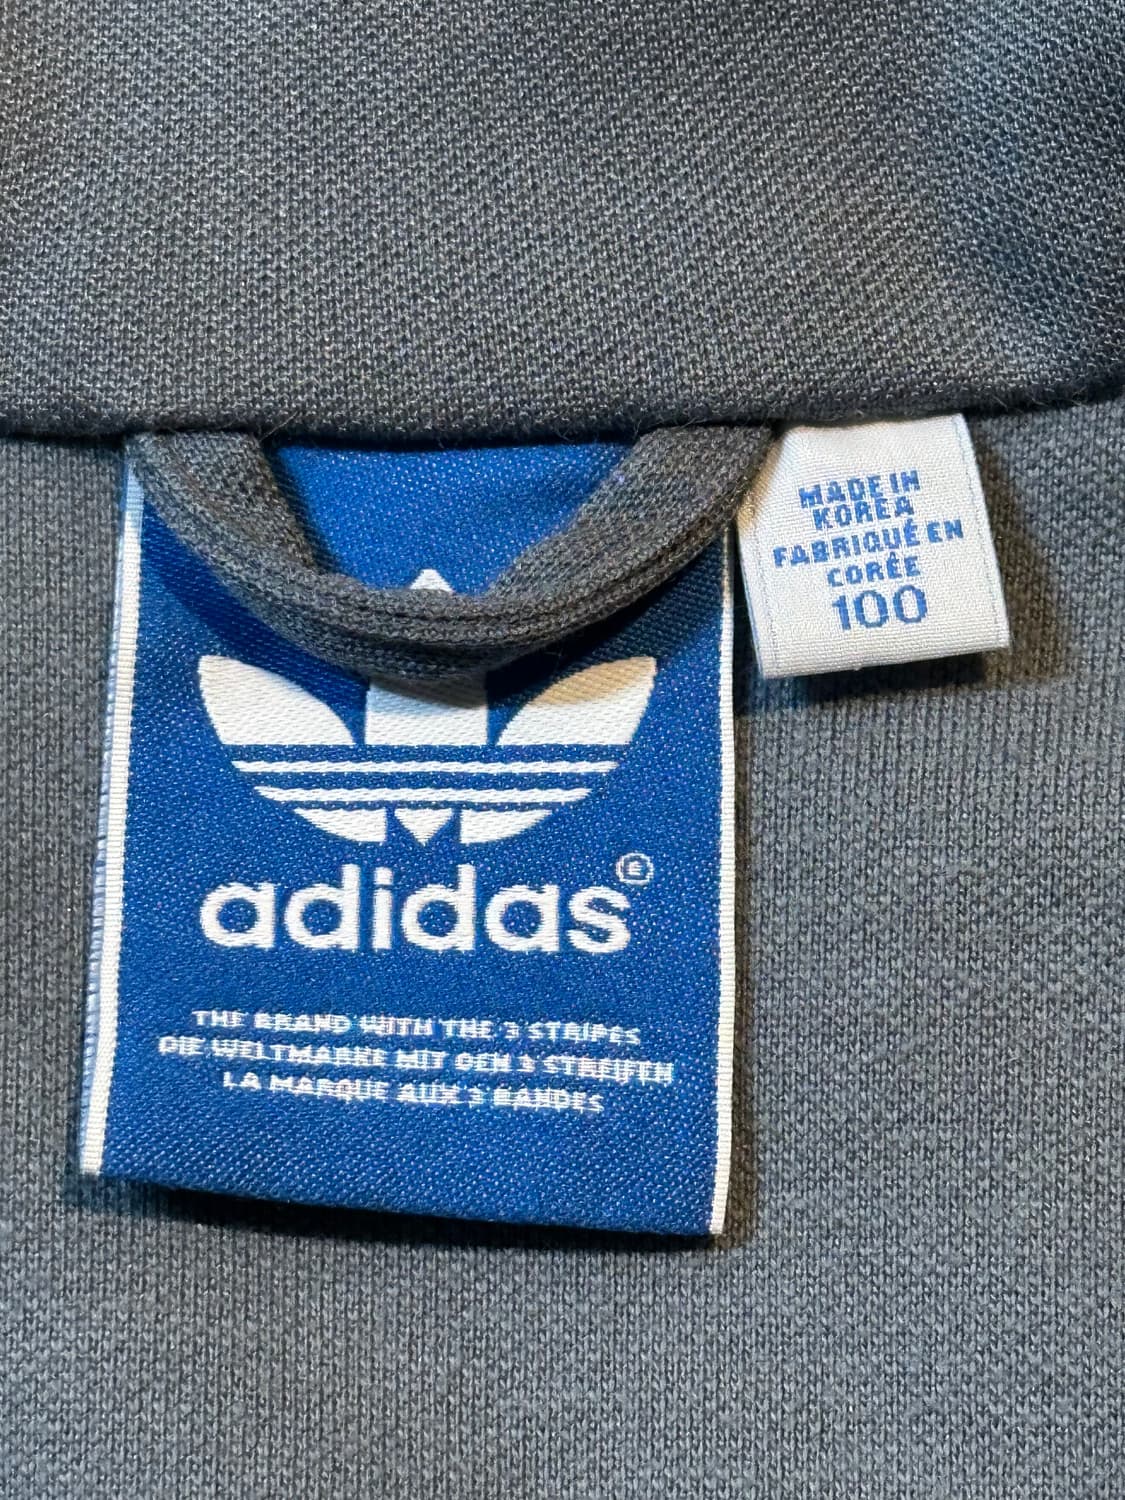 MADE IN
KOREA
FABRIQUÉ EN
CORÉE
100
adidas®
THE BRAND WITH THE 3 STRIPES
DIE WELTMARKE MIT DEN 3 STREIFEN
LA MARQUE AUX 3 BANDES